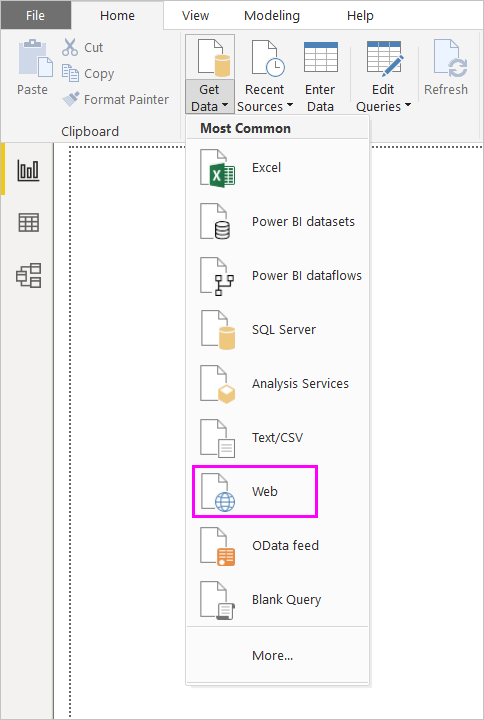 File
Home
View
Modeling
Help
Paste
Cut
Copy
Format Painter
Clipboard
Get
Data
Recent
Sources
Enter
Data
Edit
Queries
Refresh
Most Common
Excel
Power BI datasets
Power BI dataflows
SQL Server
Analysis Services
Text/CSV
Web
OData feed
Blank Query
More...